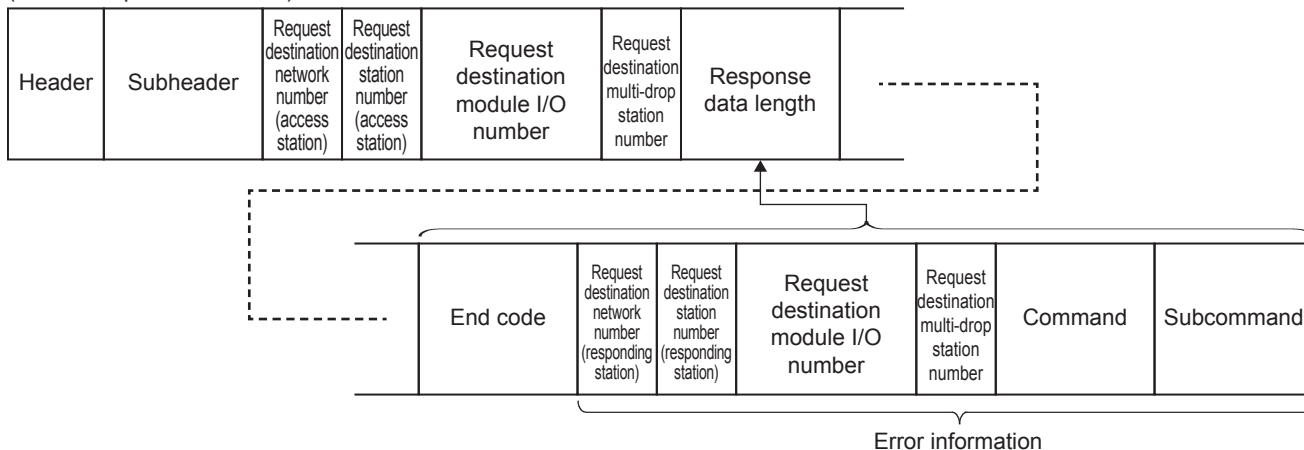 Header
Subheader
Request
destination
network
number
(access
station)
Request
destination
station
number
(access
station)
Request
destination
module I/O
number
Request
destination
multi-drop
station
number
Response
data length
End code
Request
destination
network
number
(responding
station)
Request
destination
station
number
(responding
station)
Request
destination
module I/O
number
Request
destination
multi-drop
station
number
Command
Subcommand
Error information